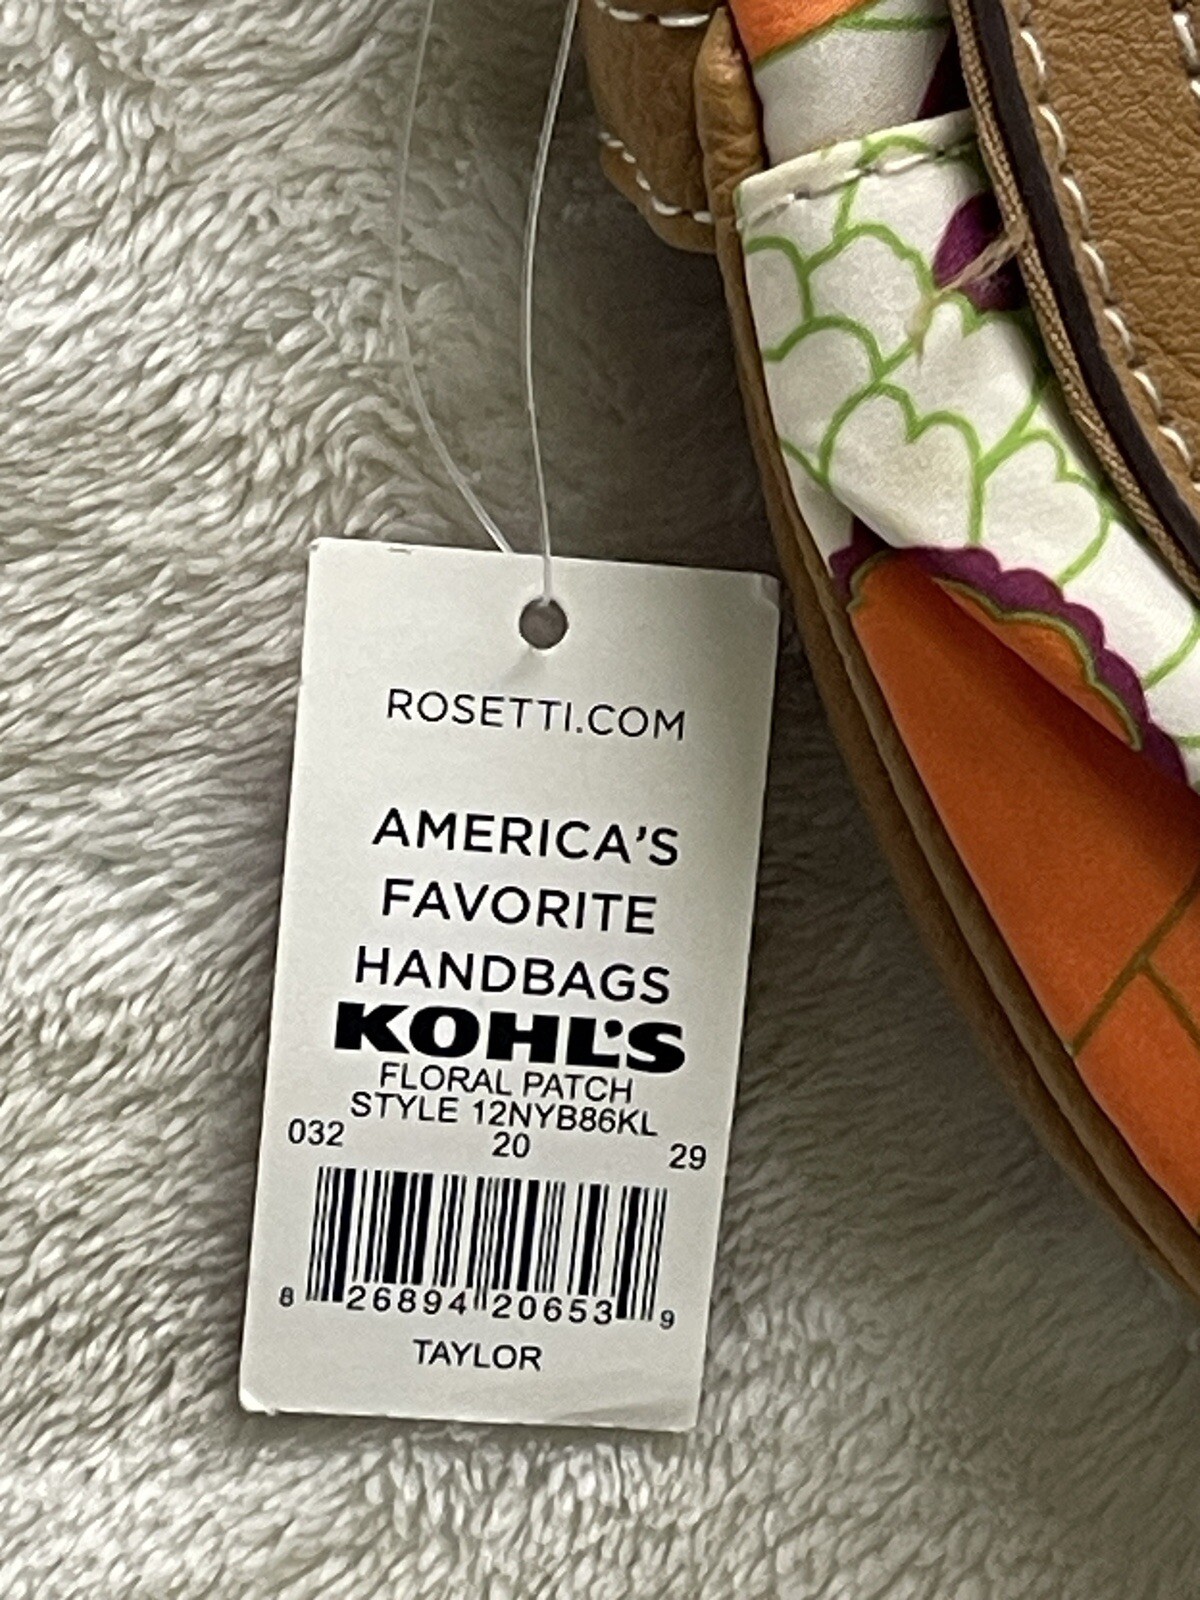 ROSETTI.COM
AMERICA'S
FAVORITE
HANDBAGS
KOHL'S
FLORAL PATCH
STYLE 12NYB86KL
032 20 29
8 26894 20653 9
TAYLOR